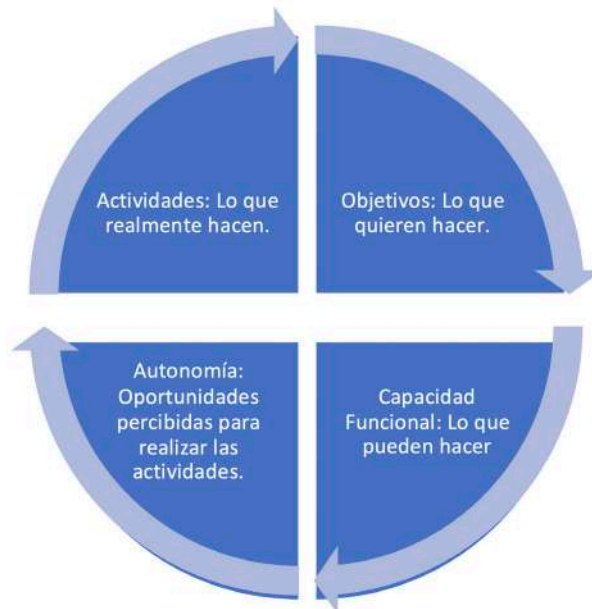 Actividades: Lo que
realmente hacen.
Objetivos: Lo que
quieren hacer.
Autonomía:
Oportunidades
percibidas para
realizar las
actividades.
Capacidad
Funcional: Lo que
pueden hacer